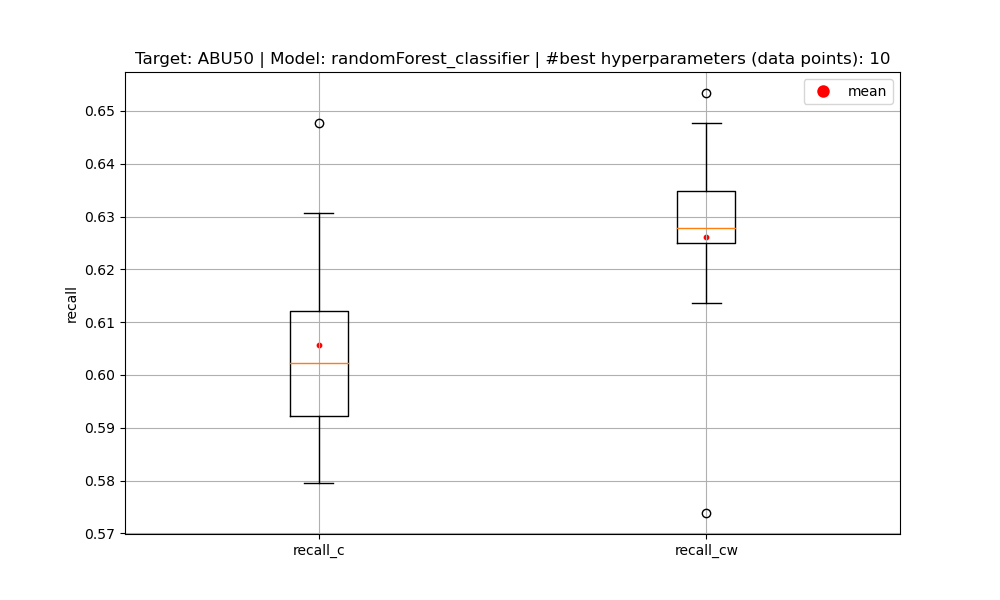 Target: ABU50 | Model: randomForest_classifier | #best hyperparameters (data points): 10
mean
0.65
0.64
0.63
0.62
0.61
0.60
0.59
0.58
0.57
recall
recall_c
recall_cw